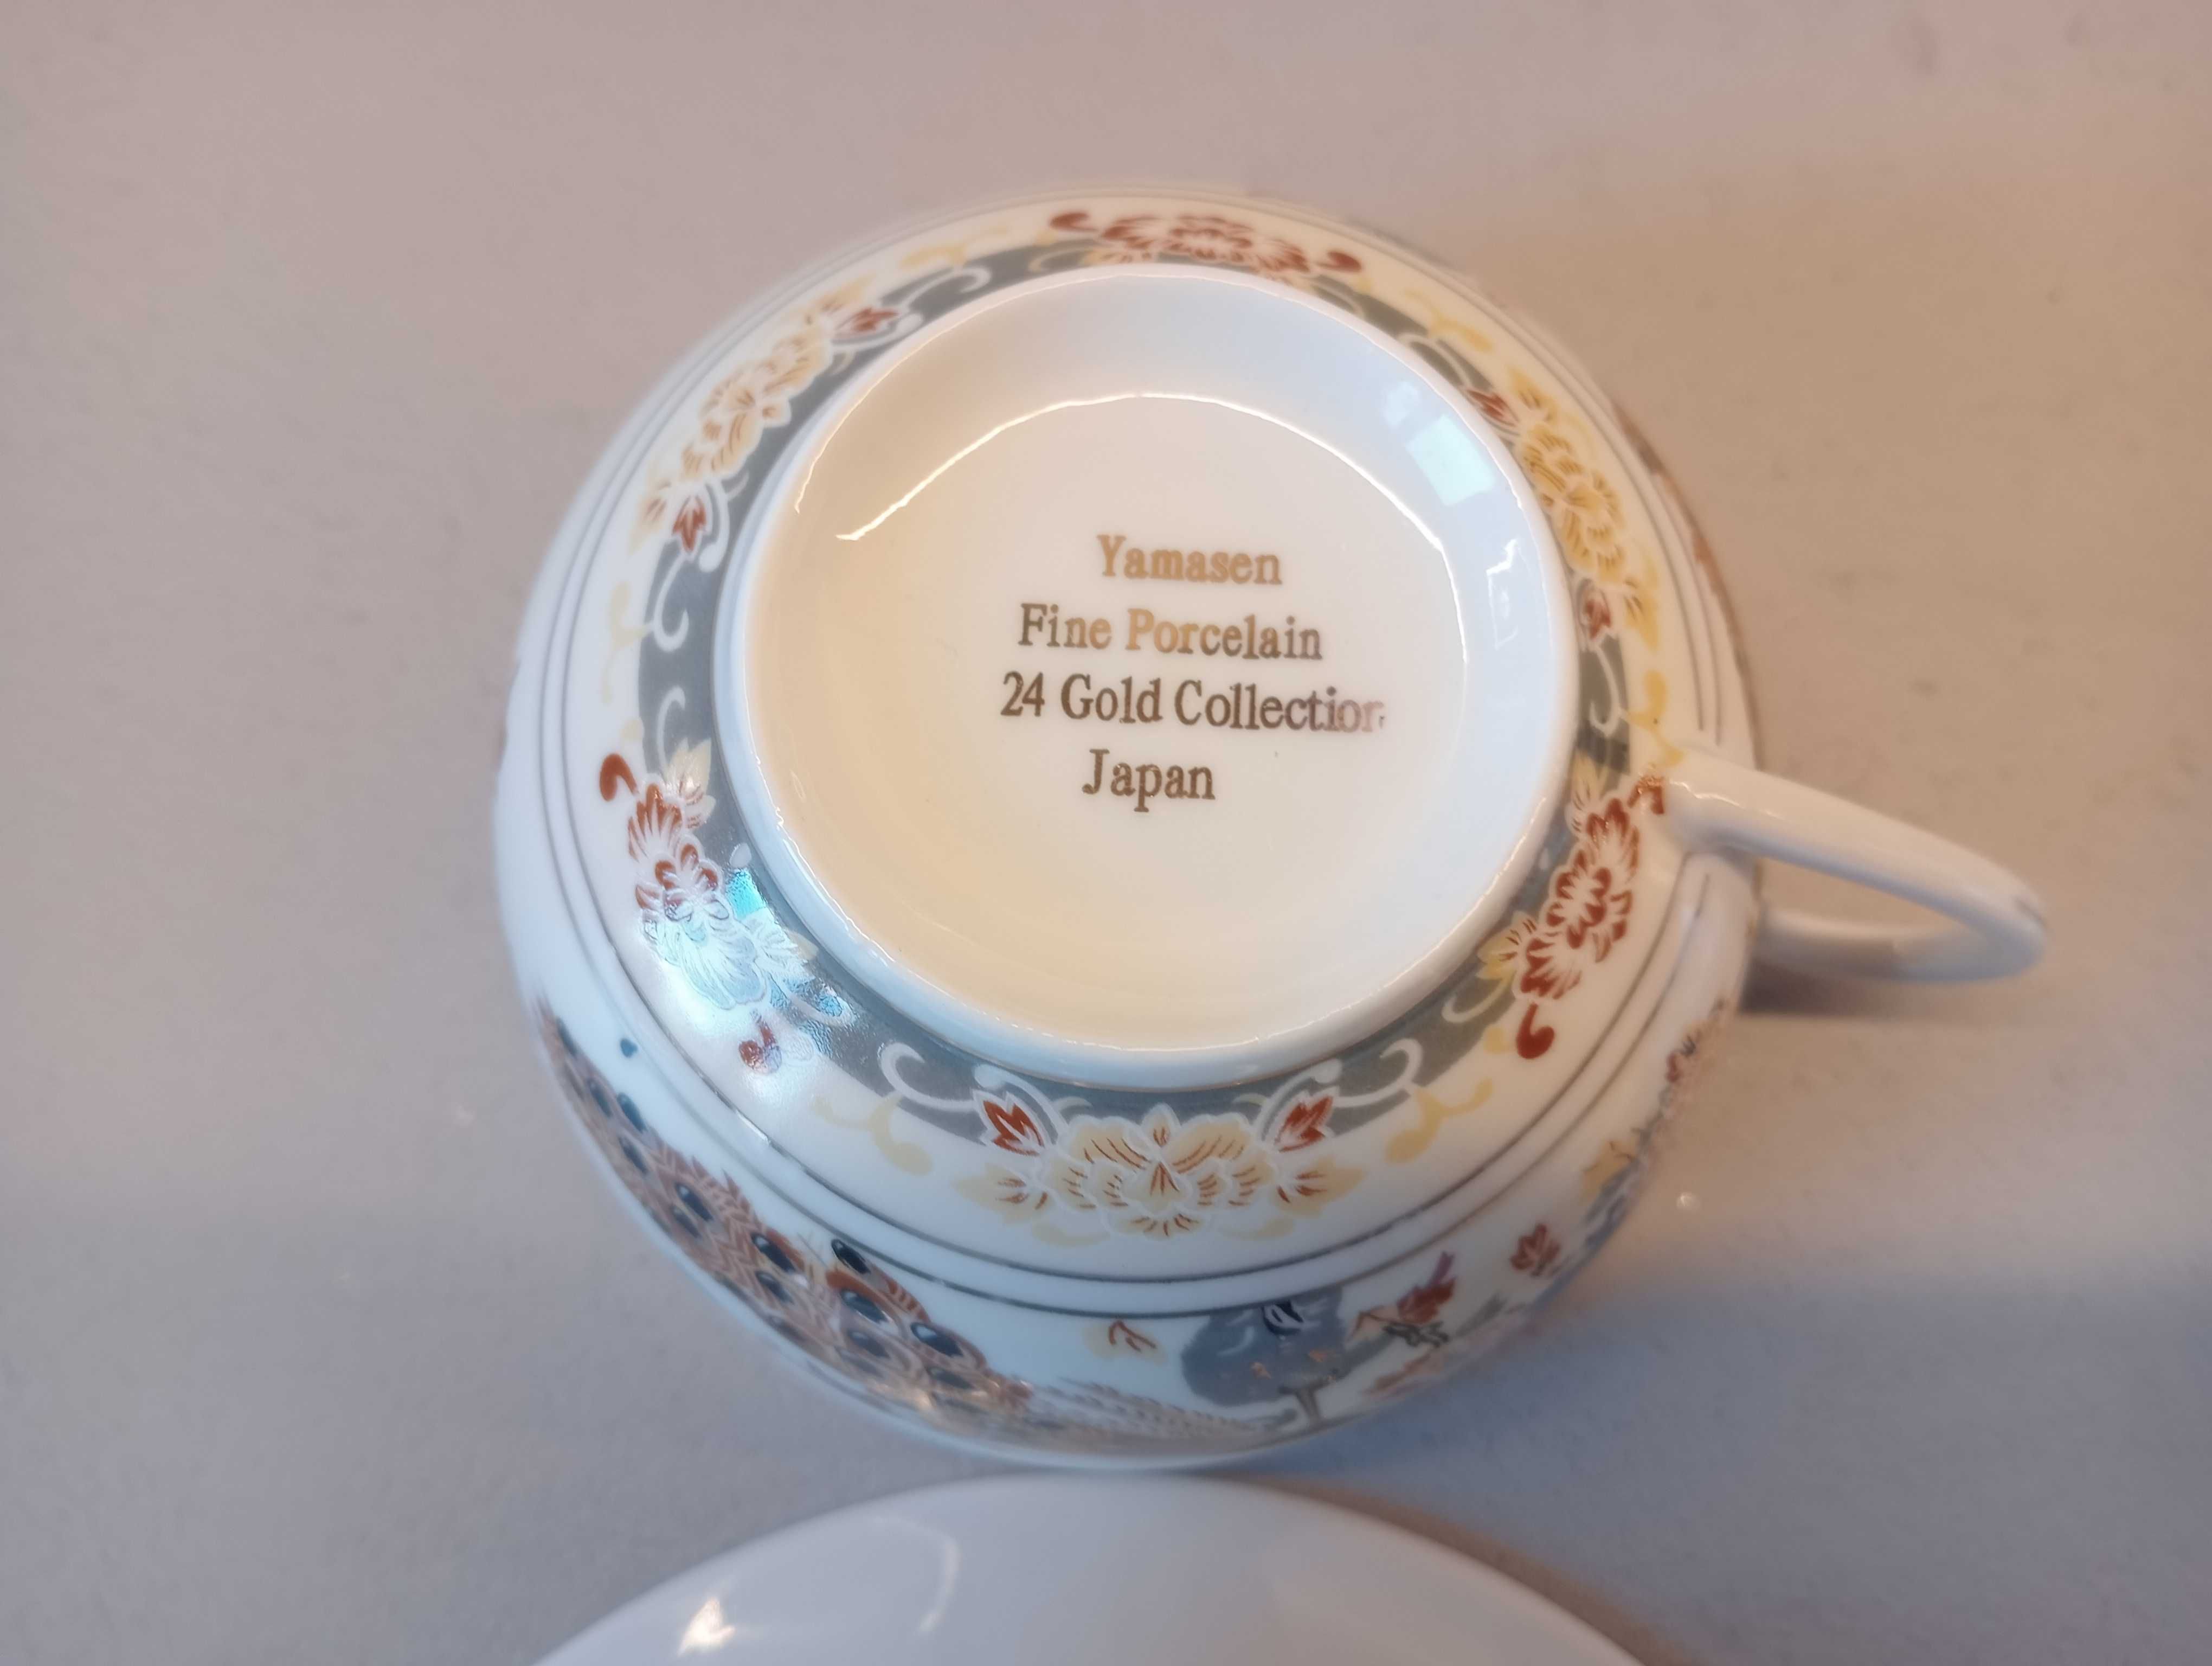 Yamasen
Fine Porcelain
24 Gold Collection
Japan